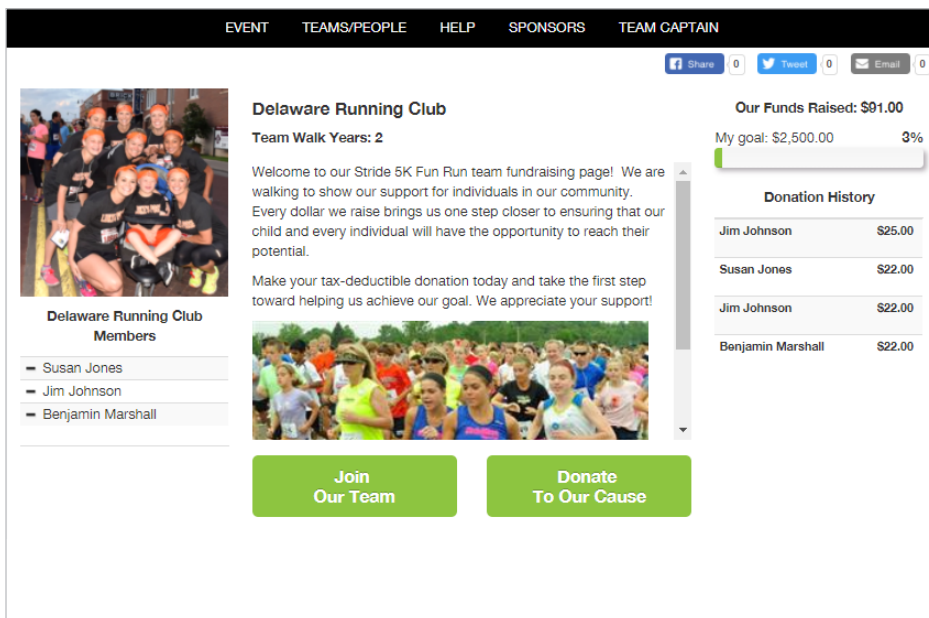 EVENT TEAMS/PEOPLE HELP SPONSORS TEAM CAPTAIN
Share 0 Tweet 0 Email 0
Delaware Running Club
Members
Susan Jones
Jim Johnson
Benjamin Marshall
Delaware Running Club
Team Walk Years: 2
Welcome to our Stride 5K Fun Run team fundraising page! We are
walking to show our support for individuals in our community.
Every dollar we raise brings us one step closer to ensuring that our
child and every individual will have the opportunity to reach their
potential.
Make your tax-deductible donation today and take the first step
toward helping us achieve our goal. We appreciate your support!
Join
Our Team
Donate
To Our Cause
Our Funds Raised: $91.00
My goal: $2,500.00 3%
Donation History
Jim Johnson $25.00
Susan Jones $22.00
Jim Johnson $22.00
Benjamin Marshall $22.00